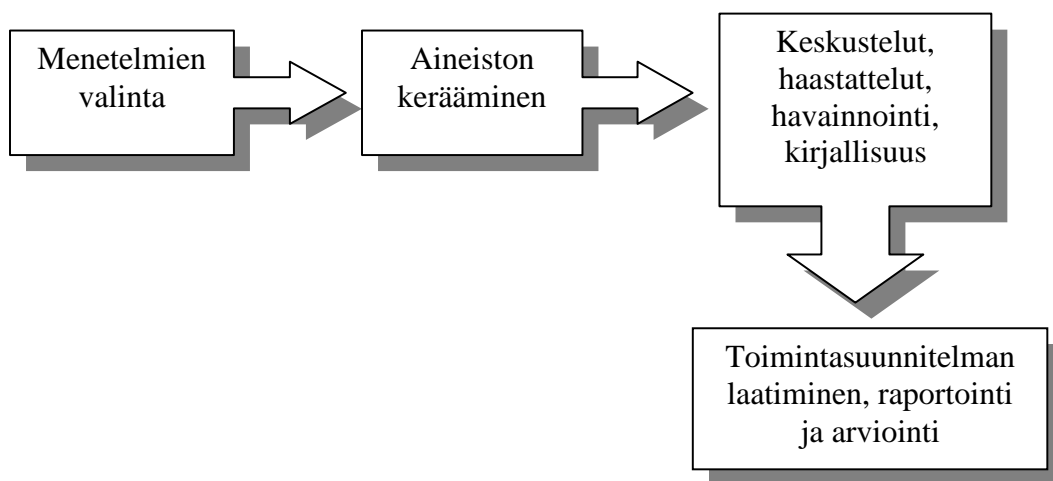 Menetelmien
valinta
Aineiston
kerääminen
Keskustelut,
haastattelut,
havainnointi,
kirjallisuus
Toimintasuunnitelman
laatiminen, raportointi
ja arviointi